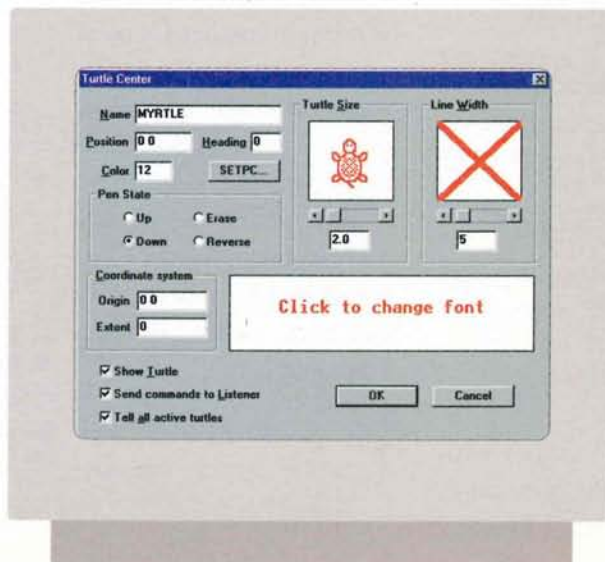 Turtle Center
Name MYRTLE
Position 0 0 Heading 0
Color 12 SETPC...
Pen State
Up Erase
Down Reverse
Turtle Size
2.0
Line Width
5
Coordinate system
Origin 0 0
Extent 0
Click to change font
Show Turtle
Send commands to Listener
Tell all active turtles
OK Cancel